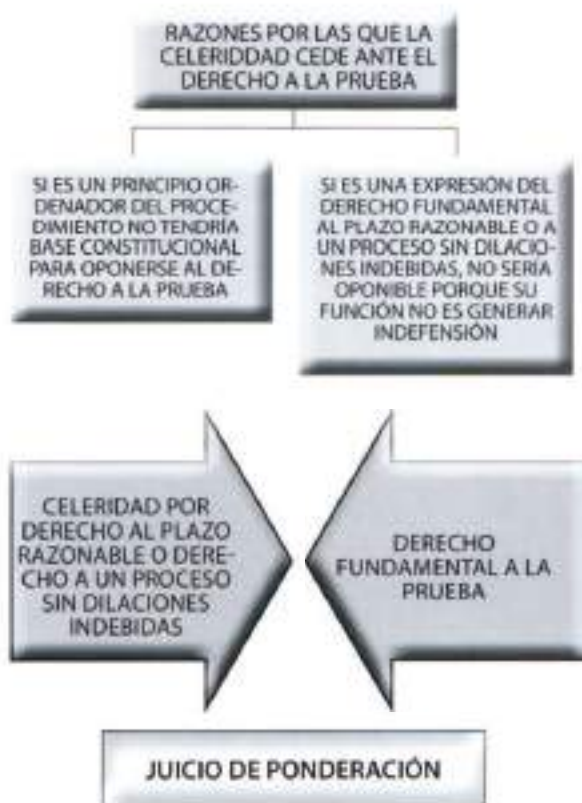 RAZONES POR LAS QUE LA
CELERIDDAD CEDE ANTE EL
DERECHO A LA PRUEBA
SI ES UN PRINCIPIO OR-
DENADOR DEL PROCE-
DIMIENTO NO TENDRÍA
BASE CONSTITUCIONAL
PARA OPONERSE AL DE-
RECHO A LA PRUEBA
SI ES UNA EXPRESIÓN DEL
DERECHO FUNDAMENTAL
AL PLAZO RAZONABLE O A
UN PROCESO SIN DILACIO-
NES INDEBIDAS, NO SERÍA
OPONIBLE PORQUE SU
FUNCIÓN NO ES GENERAR
INDEFENSIÓN
CELERIDAD POR
DERECHO AL PLAZO
RAZONABLE O DERE-
CHO A UN PROCESO
SIN DILACIONES
INDEBIDAS
DERECHO
FUNDAMENTAL A LA
PRUEBA
JUICIO DE PONDERACIÓN